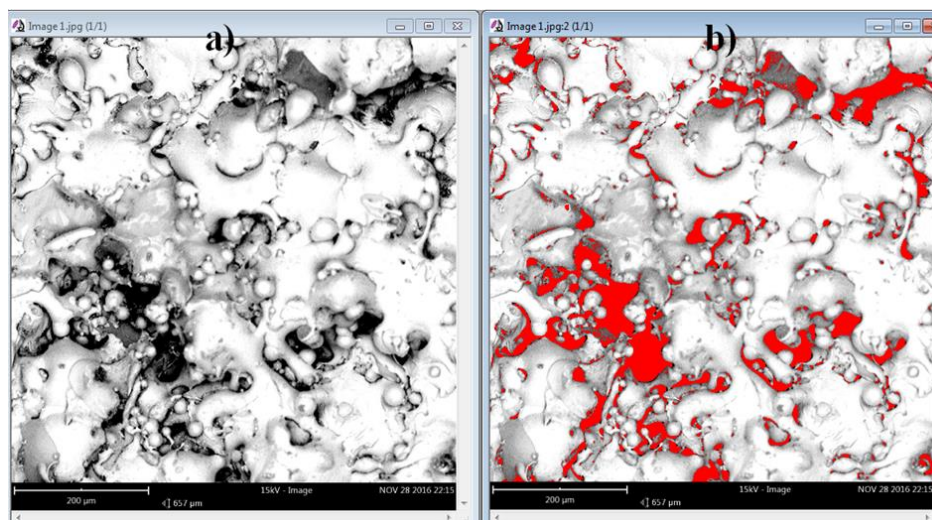 Image 1.jpg (1/1)
a)
200 µm
15kV - Image
NOV 28 2016 22:15
657 µm
Image 1.jpg:2 (1/1)
b)
200 µm
15kV - Image
NOV 28 2016 22:15
657 µm